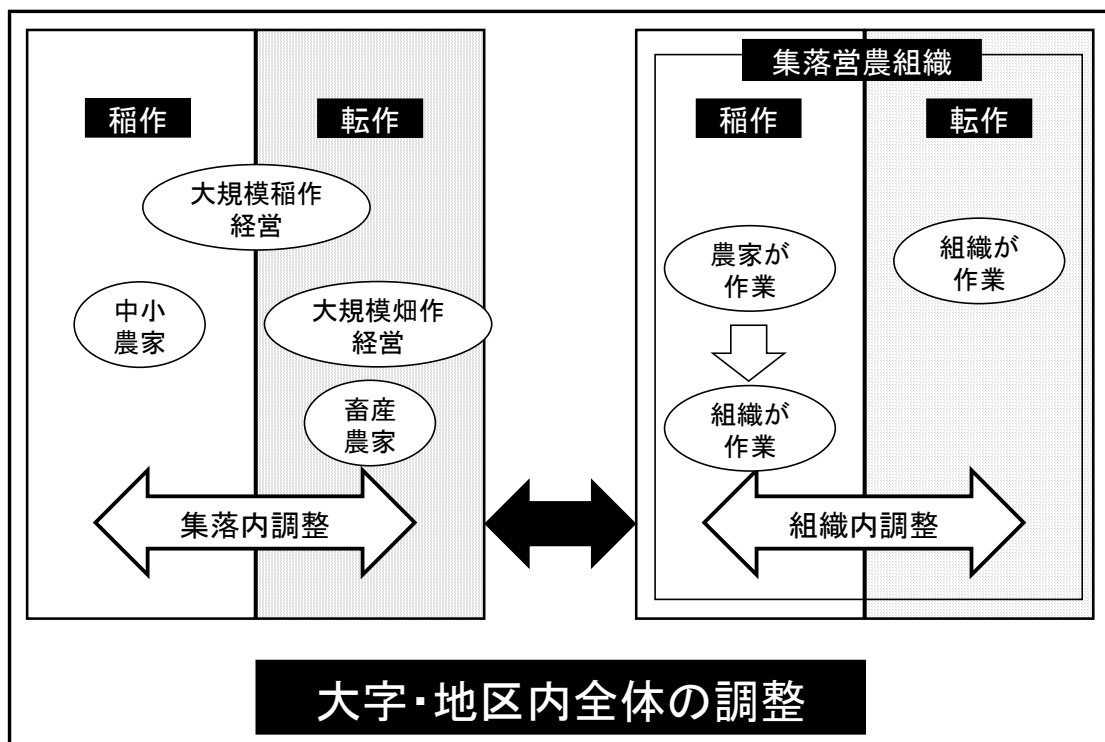 稲作
転作
大規模稲作
経営
中小
農家
大規模畑作
経営
畜産
農家
集落内調整
集落営農組織
稲作
転作
農家が
作業
組織が
作業
組織が
作業
組織内調整
大字・地区内全体の調整